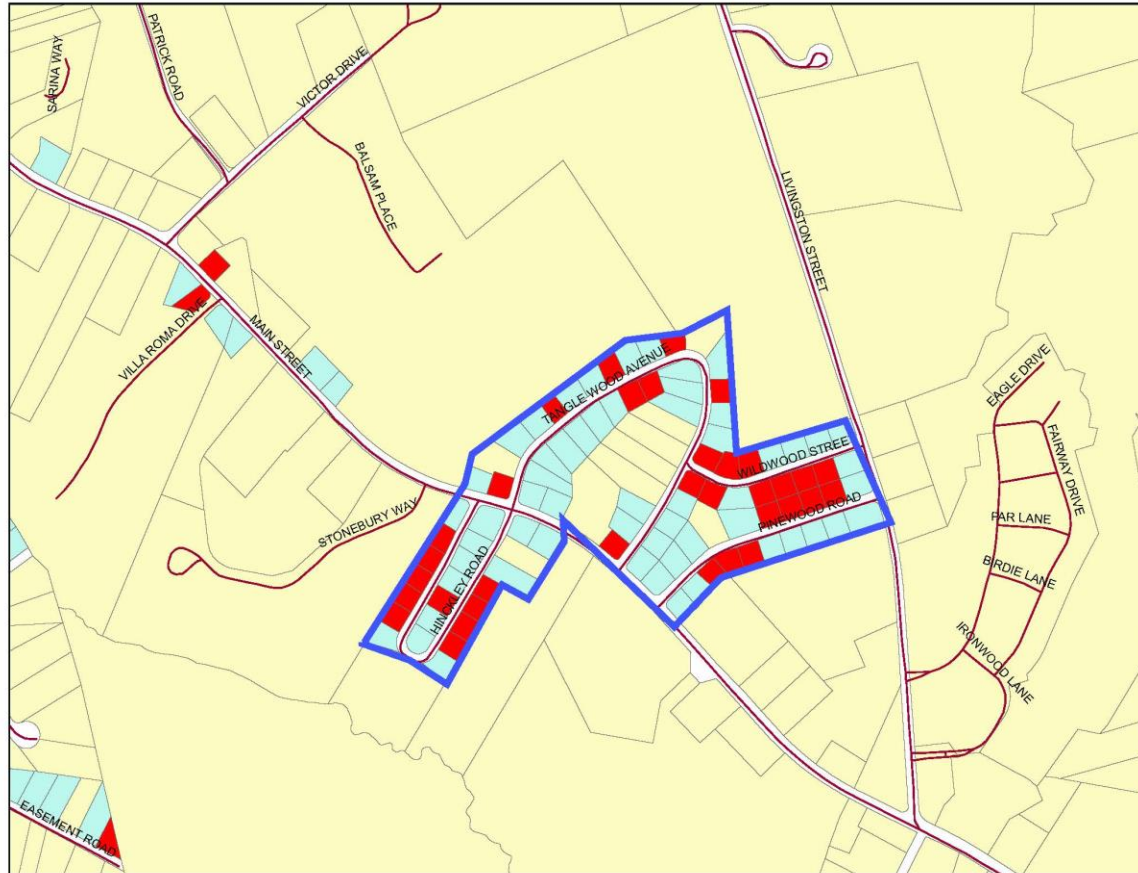 SARINA WAY
PATRICK ROAD
VICTOR DRIVE
BALSAM PLACE
LIVINGSTON STREET
VILLA ROMA DRIVE
MAIN STREET
TANGLE WOOD AVENUE
EAGLE DRIVE
FAIRWAY DRIVE
WILDWOOD STREE
PINEWOOD ROAD
PAR LANE
STONEBURY WAY
HINCKLEY ROAD
BIRDIE LANE
IRONWOOD LANE
EASEMENT ROAD